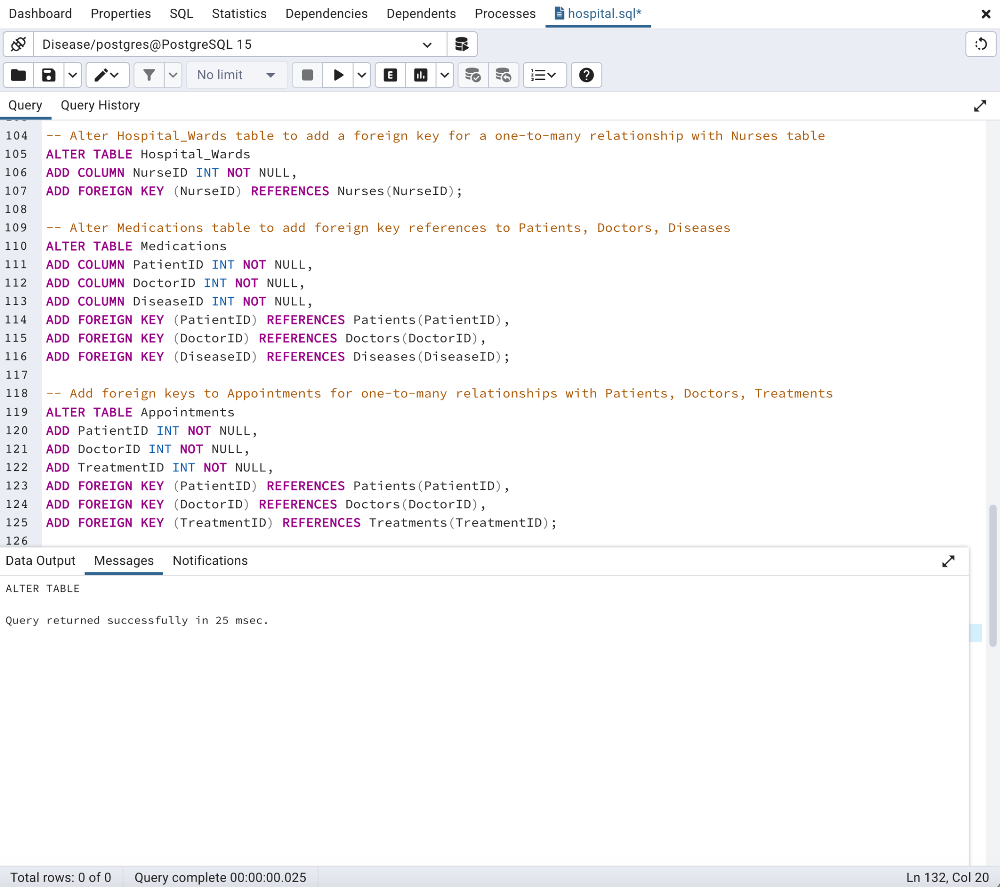 Dashboard Properties SQL Statistics Dependencies Dependents Processes hospital.sql*
Disease/postgres@PostgreSQL 15
No limit E
Query Query History
104 -- Alter Hospital_Wards table to add a foreign key for a one-to-many relationship with Nurses table
105 ALTER TABLE Hospital_Wards
106 ADD COLUMN NurseID INT NOT NULL,
107 ADD FOREIGN KEY (NurseID) REFERENCES Nurses(NurseID);
108
109 -- Alter Medications table to add foreign key references to Patients, Doctors, Diseases
110 ALTER TABLE Medications
111 ADD COLUMN PatientID INT NOT NULL,
112 ADD COLUMN DoctorID INT NOT NULL,
113 ADD COLUMN DiseaseID INT NOT NULL,
114 ADD FOREIGN KEY (PatientID) REFERENCES Patients(PatientID),
115 ADD FOREIGN KEY (DoctorID) REFERENCES Doctors(DoctorID),
116 ADD FOREIGN KEY (DiseaseID) REFERENCES Diseases(DiseaseID);
117
118 -- Add foreign keys to Appointments for one-to-many relationships with Patients, Doctors, Treatments
119 ALTER TABLE Appointments
120 ADD PatientID INT NOT NULL,
121 ADD DoctorID INT NOT NULL,
122 ADD TreatmentID INT NOT NULL,
123 ADD FOREIGN KEY (PatientID) REFERENCES Patients(PatientID),
124 ADD FOREIGN KEY (DoctorID) REFERENCES Doctors(DoctorID),
125 ADD FOREIGN KEY (TreatmentID) REFERENCES Treatments(TreatmentID);
126
Data Output Messages Notifications
ALTER TABLE
Query returned successfully in 25 msec.
Total rows: 0 of 0 Query complete 00:00:00.025 Ln 132, Col 20